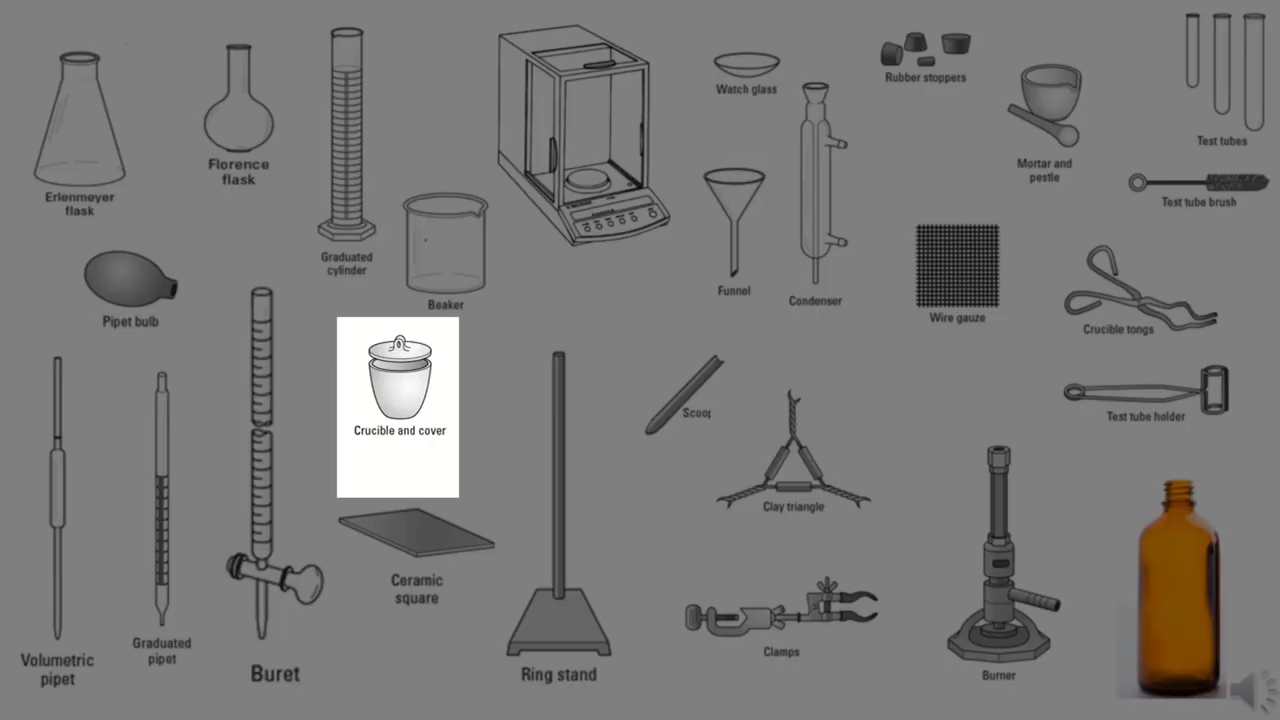 Erlenmeyer
flask
Florence
flask
Graduated
cylinder
Beaker
Watch glass
Rubber stoppers
Mortar and
pestle
Test tubes
Test tube brush
Pipet bulb
Funnel
Condenser
Wire gauze
Crucible tongs
Crucible and cover
Test tube holder
Clay triangle
Ceramic
square
Volumetric
pipet
Graduated
pipet
Buret
Ring stand
Clamps
Burner